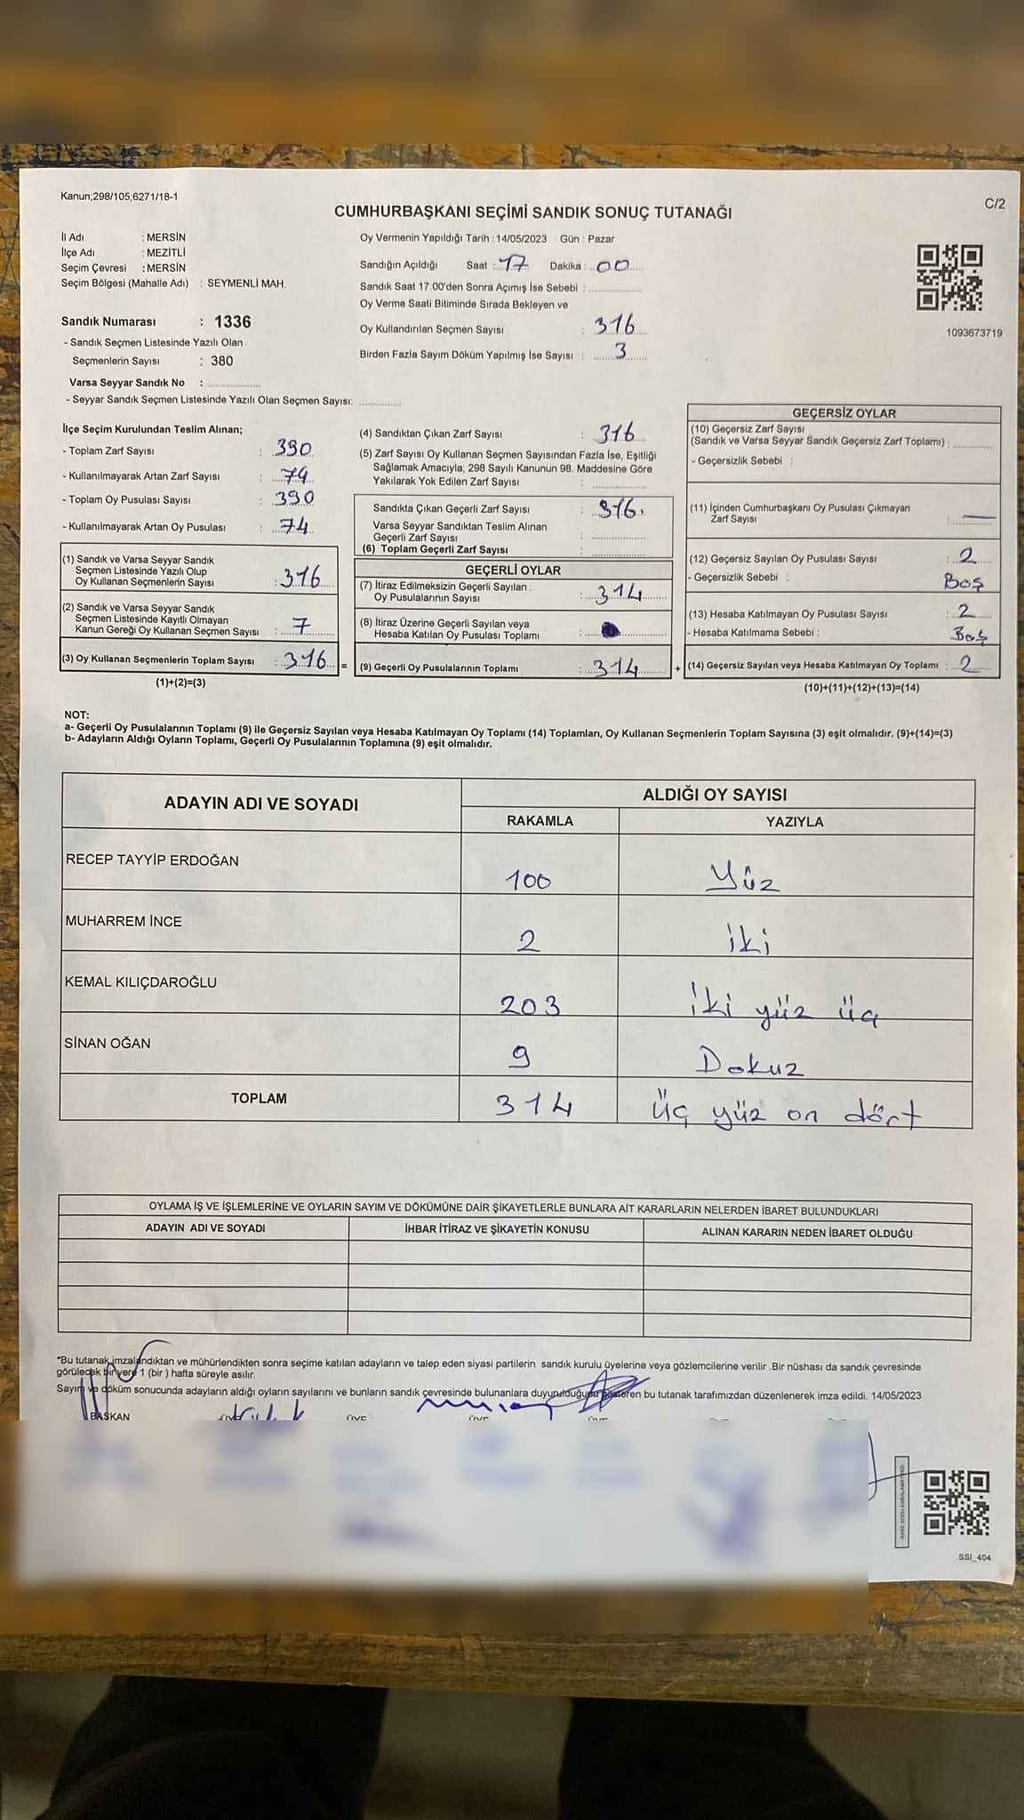 Kanun;298/105,6271/18-1
C/2
CUMHURBAŞKANI SEÇİMİ SANDIK SONUÇ TUTANAĞI
İl Adı : MERSİN
İlçe Adı : MEZİTLİ
Seçim Çevresi : MERSİN
Seçim Bölgesi (Mahalle Adı) : SEYMENLİ MAH.
Sandık Numarası : 1336
- Sandık Seçmen Listesinde Yazılı Olan
Seçmenlerin Sayısı : 380
Varsa Seyyar Sandık No :
- Seyyar Sandık Seçmen Listesinde Yazılı Olan Seçmen Sayısı:
Oy Vermenin Yapıldığı Tarih : 14/05/2023 Gün : Pazar
Sandığın Açıldığı Saat : 17 Dakika : 00
Sandık Saat 17:00'den Sonra Açımış İse Sebebi :
Oy Verme Saati Bitiminde Sırada Bekleyen ve
Oy Kullandırılan Seçmen Sayısı : 316
Birden Fazla Sayım Döküm Yapılmış İse Sayısı : 3
1093673719
İlçe Seçim Kurulundan Teslim Alınan;
- Toplam Zarf Sayısı : 390
- Kullanılmayarak Artan Zarf Sayısı : 74
- Toplam Oy Pusulası Sayısı : 390
- Kullanılmayarak Artan Oy Pusulası : 74
(1) Sandık ve Varsa Seyyar Sandık
Seçmen Listesinde Yazılı Olup
Oy Kullanan Seçmenlerin Sayısı : 316
(2) Sandık ve Varsa Seyyar Sandık
Seçmen Listesinde Kayıtlı Olmayan
Kanun Gereği Oy Kullanan Seçmen Sayısı : 7
(3) Oy Kullanan Seçmenlerin Toplam Sayısı : 316 =
(1)+(2)=(3)
(4) Sandıktan Çıkan Zarf Sayısı : 316
(5) Zarf Sayısı Oy Kullanan Seçmen Sayısından Fazla İse, Eşitliği
Sağlamak Amacıyla; 298 Sayılı Kanunun 98. Maddesine Göre
Yakılarak Yok Edilen Zarf Sayısı :
Sandıkta Çıkan Geçerli Zarf Sayısı : 316
Varsa Seyyar Sandıktan Teslim Alınan
Geçerli Zarf Sayısı :
(6) Toplam Geçerli Zarf Sayısı :
GEÇERLİ OYLAR
(7) İtiraz Edilmeksizin Geçerli Sayılan
Oy Pusulalarının Sayısı : 314
(8) İtiraz Üzerine Geçerli Sayılan veya
Hesaba Katılan Oy Pusulası Toplamı :
(9) Geçerli Oy Pusulalarının Toplamı : 314 +
GEÇERSİZ OYLAR
(10) Geçersiz Zarf Sayısı
(Sandık ve Varsa Seyyar Sandık Geçersiz Zarf Toplamı) :
- Geçersizlik Sebebi :
(11) İçinden Cumhurbaşkanı Oy Pusulası Çıkmayan
Zarf Sayısı : —
(12) Geçersiz Sayılan Oy Pusulası Sayısı : 2
- Geçersizlik Sebebi : Boş
(13) Hesaba Katılmayan Oy Pusulası Sayısı : 2
- Hesaba Katılmama Sebebi : Boş
(14) Geçersiz Sayılan veya Hesaba Katılmayan Oy Toplamı : 2
(10)+(11)+(12)+(13)=(14)
NOT:
a- Geçerli Oy Pusulalarının Toplamı (9) ile Geçersiz Sayılan veya Hesaba Katılmayan Oy Toplamı (14) Toplamları, Oy Kullanan Seçmenlerin Toplam Sayısına (3) eşit olmalıdır. (9)+(14)=(3)
b- Adayların Aldığı Oyların Toplamı, Geçerli Oy Pusulalarının Toplamına (9) eşit olmalıdır.
ADAYIN ADI VE SOYADI ALDIĞI OY SAYISI
RAKAMLA YAZIYLA
RECEP TAYYİP ERDOĞAN 100 Yüz
MUHARREM İNCE 2 iki
KEMAL KILIÇDAROĞLU 203 İki yüz üç
SİNAN OĞAN 9 Dokuz
TOPLAM 314 Üç yüz on dört
OYLAMA İŞ VE İŞLEMLERİNE VE OYLARIN SAYIM VE DÖKÜMÜNE DAİR ŞİKAYETLERLE BUNLARA AİT KARARLARIN NELERDEN İBARET BULUNDUKLARI
ADAYIN ADI VE SOYADI İHBAR İTİRAZ VE ŞİKAYETİN KONUSU ALINAN KARARIN NEDEN İBARET OLDUĞU
*Bu tutanak imzalandıktan ve mühürlendikten sonra seçime katılan adayların ve talep eden siyasi partilerin sandık kurulu üyelerine veya gözlemcilerine verilir .Bir nüshası da sandık çevresinde
görülecek bir yere 1 (bir ) hafta süreyle asılır.
Sayım ve döküm sonucunda adayların aldığı oyların sayılarını ve bunların sandık çevresinde bulunanlara duyurulduğunu gösteren bu tutanak tarafımızdan düzenlenerek imza edildi. 14/05/2023
BAŞKAN
SSI_404